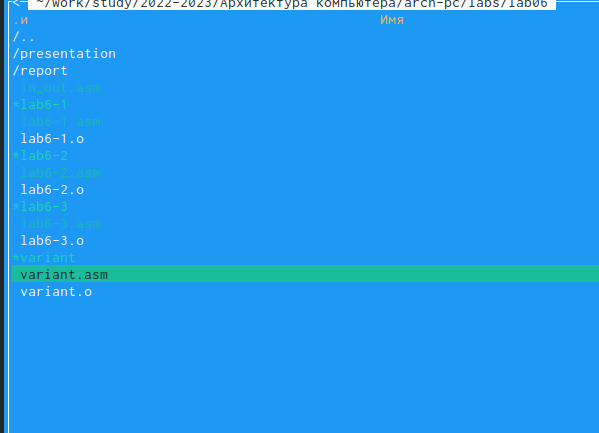 <- ~/work/study/2022-2023/Архитектура компьютера/arch-pc/labs/lab06
.и Имя
/..
/presentation
/report
in_out.asm
*lab6-1
lab6-1.asm
lab6-1.o
*lab6-2
lab6-2.asm
lab6-2.o
*lab6-3
lab6-3.asm
lab6-3.o
*variant
variant.asm
variant.o